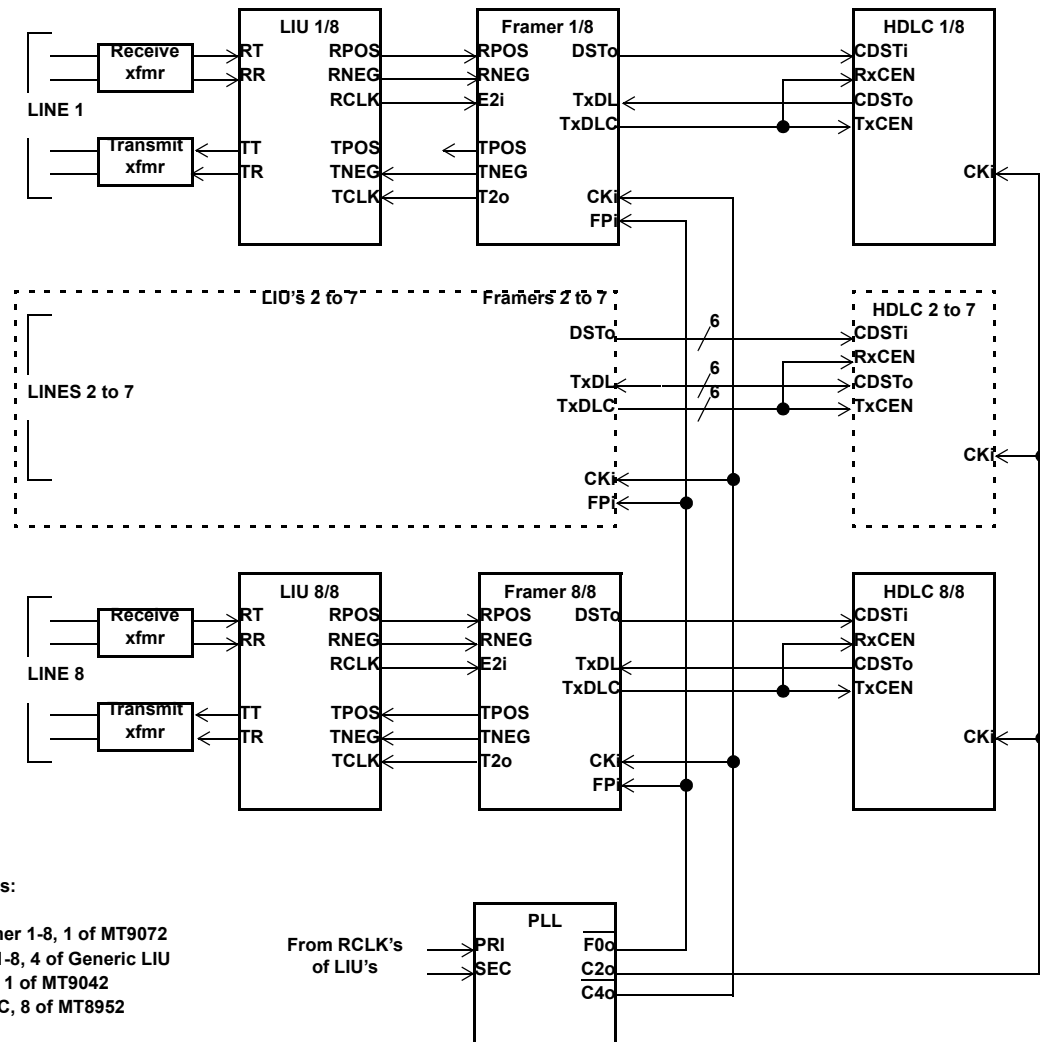 LIU 1/8
Framer 1/8
HDLC 1/8
Receive
xfmr
RT
RR
RPOS
RNEG
RCLK
RPOS
RNEG
E2i
DSTo
TxDL
TxDLC
CDSTi
RxCEN
CDSTo
TxCEN
LINE 1
Transmit
xfmr
TT
TR
TPOS
TNEG
TCLK
TPOS
TNEG
T2o
CKi
FPi
CKi
LIU's 2 to 7
Framers 2 to 7
HDLC 2 to 7
LINES 2 to 7
DSTo
TxDL
TxDLC
6
6
6
CDSTi
RxCEN
CDSTo
TxCEN
CKi
FPi
CKi
LIU 8/8
Framer 8/8
HDLC 8/8
Receive
xfmr
RT
RR
RPOS
RNEG
RCLK
RPOS
RNEG
E2i
DSTo
TxDL
TxDLC
CDSTi
RxCEN
CDSTo
TxCEN
LINE 8
Transmit
xfmr
TT
TR
TPOS
TNEG
TCLK
TPOS
TNEG
T2o
CKi
FPi
CKi
s:
ner 1-8, 1 of MT9072
1-8, 4 of Generic LIU
1 of MT9042
C, 8 of MT8952
From RCLK's
of LIU's
PLL
PRI
SEC
F0o
C2o
C4o